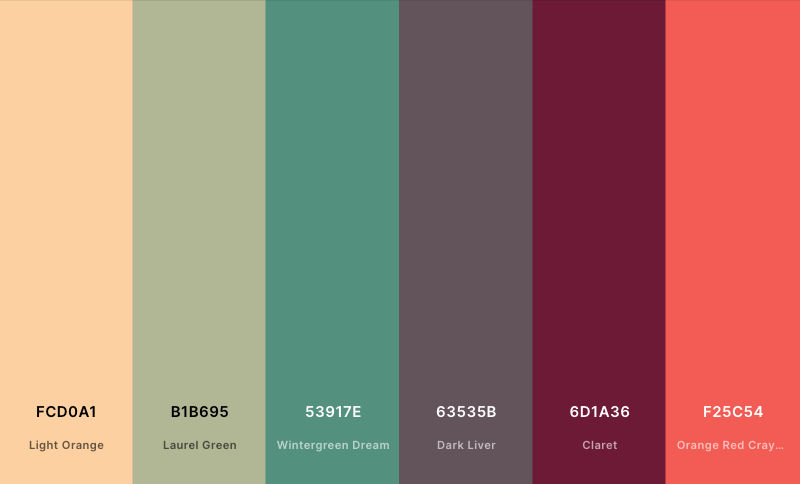 FCD0A1
Light Orange
B1B695
Laurel Green
53917E
Wintergreen Dream
63535B
Dark Liver
6D1A36
Claret
F25C54
Orange Red Cray...